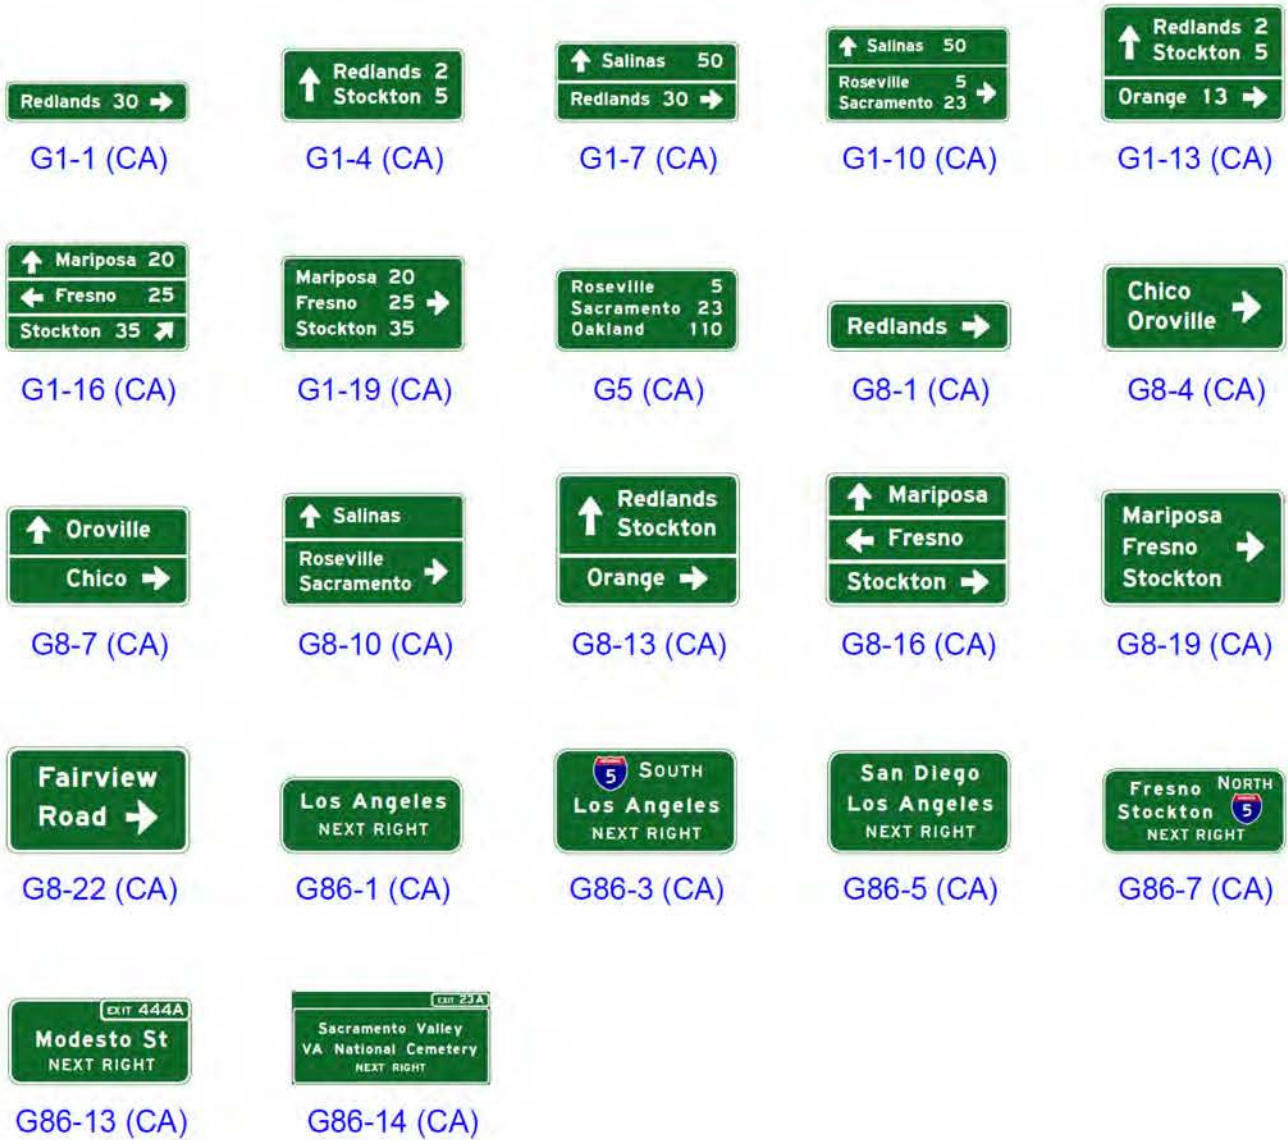 Redlands 30
G1-1 (CA)
Redlands 2
Stockton 5
G1-4 (CA)
Salinas 50
Redlands 30
G1-7 (CA)
Salinas 50
Roseville 5
Sacramento 23
G1-10 (CA)
Redlands 2
Stockton 5
Orange 13
G1-13 (CA)
Mariposa 20
Fresno 25
Stockton 35
G1-16 (CA)
Mariposa 20
Fresno 25
Stockton 35
G1-19 (CA)
Roseville 5
Sacramento 23
Oakland 110
G5 (CA)
Redlands
G8-1 (CA)
Chico
Oroville
G8-4 (CA)
Oroville
Chico
G8-7 (CA)
Salinas
Roseville
Sacramento
G8-10 (CA)
Redlands
Stockton
Orange
G8-13 (CA)
Mariposa
Fresno
Stockton
G8-16 (CA)
Mariposa
Fresno
Stockton
G8-19 (CA)
Fairview
Road
G8-22 (CA)
Los Angeles
NEXT RIGHT
G86-1 (CA)
5 SOUTH
Los Angeles
NEXT RIGHT
G86-3 (CA)
San Diego
Los Angeles
NEXT RIGHT
G86-5 (CA)
Fresno NORTH
Stockton 5
NEXT RIGHT
G86-7 (CA)
EXIT 444A
Modesto St
NEXT RIGHT
G86-13 (CA)
EXIT 23A
Sacramento Valley
VA National Cemetery
NEXT RIGHT
G86-14 (CA)